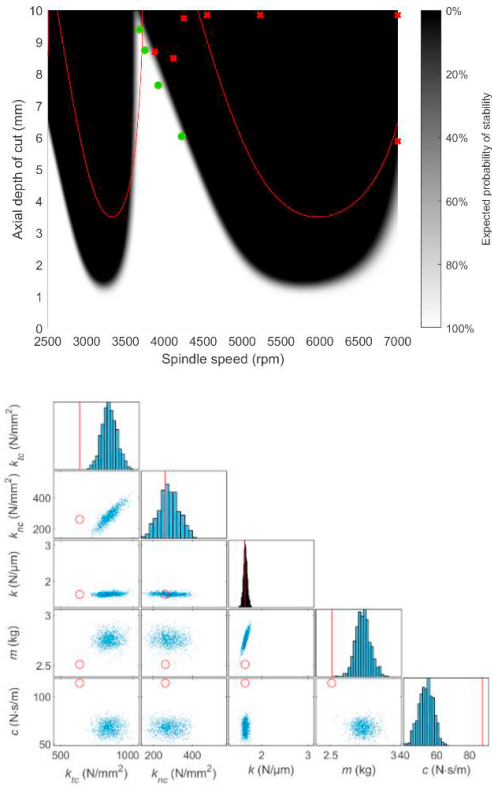 10
9
8
7
6
5
4
3
2
1
0
Axial depth of cut (mm)
2500 3000 3500 4000 4500 5000 5500 6000 6500 7000
Spindle speed (rpm)
0%
20%
40%
60%
80%
100%
Expected probability of stability
k_tc (N/mm²)
k_nc (N/mm²)
400
200
k (N/μm)
3
2
m (kg)
3
2.5
c (N·s/m)
100
50
500 1000
k_tc (N/mm²)
200 400
k_nc (N/mm²)
2 3
k (N/μm)
2.5 3
m (kg)
40 60 80
c (N·s/m)